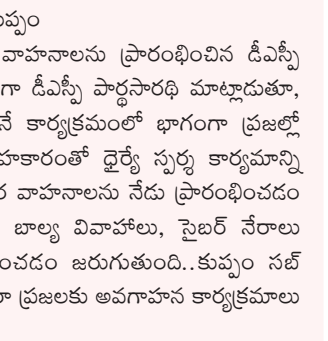 ుప్పం
వాహనాలను ప్రారంభించిన డీఎస్పీ
గా డీఎస్పీ పార్థసారథి మాట్లాడుతూ,
నే కార్యక్రమంలో భాగంగా ప్రజల్లో
హకారంతో ధైర్యే స్పర్శ కార్యమాన్ని
ర వాహనాలను నేడు ప్రారంభించడం
బాల్య వివాహాలు, సైబర్ నేరాలు
ంచడం జరుగుతుంది..కుప్పం సబ్
ా ప్రజలకు అవగాహన కార్యక్రమాలు